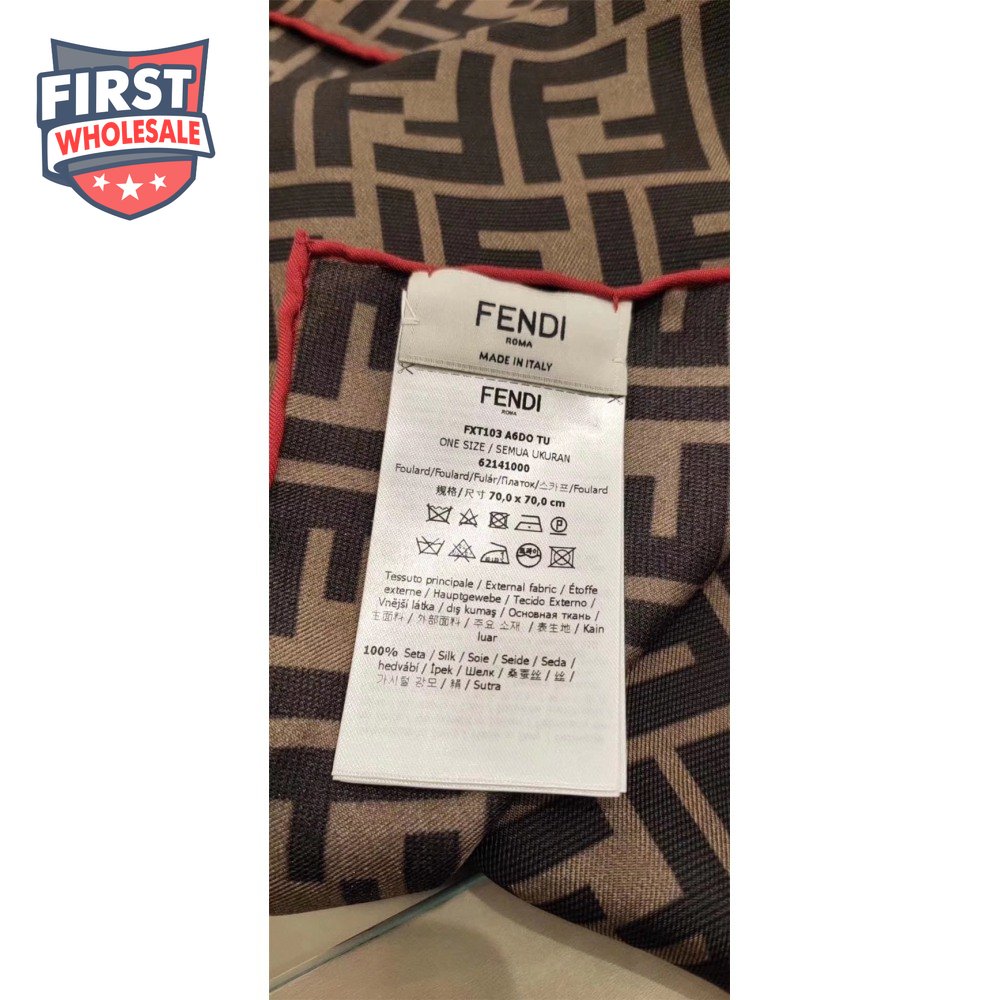 FIRST
WHOLESALE
FENDI
ROMA
MADE IN ITALY
FENDI
ROMA
FXT103 A6DO TU
ONE SIZE / SEMUA UKURAN
62141000
Foulard/Foulard/Fulár/Платок/스카프/Foulard
规格/尺寸 70,0 x 70,0 cm
P
Tessuto principale / External fabric / Étoffe
externe / Hauptgewebe / Tecido Externo /
Vnější látka / dış kumaş / Основная ткань /
主面料 / 外部面料 / 주요 소재 / 表生地 / Kain
luar
100% Seta / Silk / Soie / Seide / Seda /
hedvábí / İpek / Шелк / 桑蚕丝 / 丝 /
가시털 광모 / 絹 / Sutra